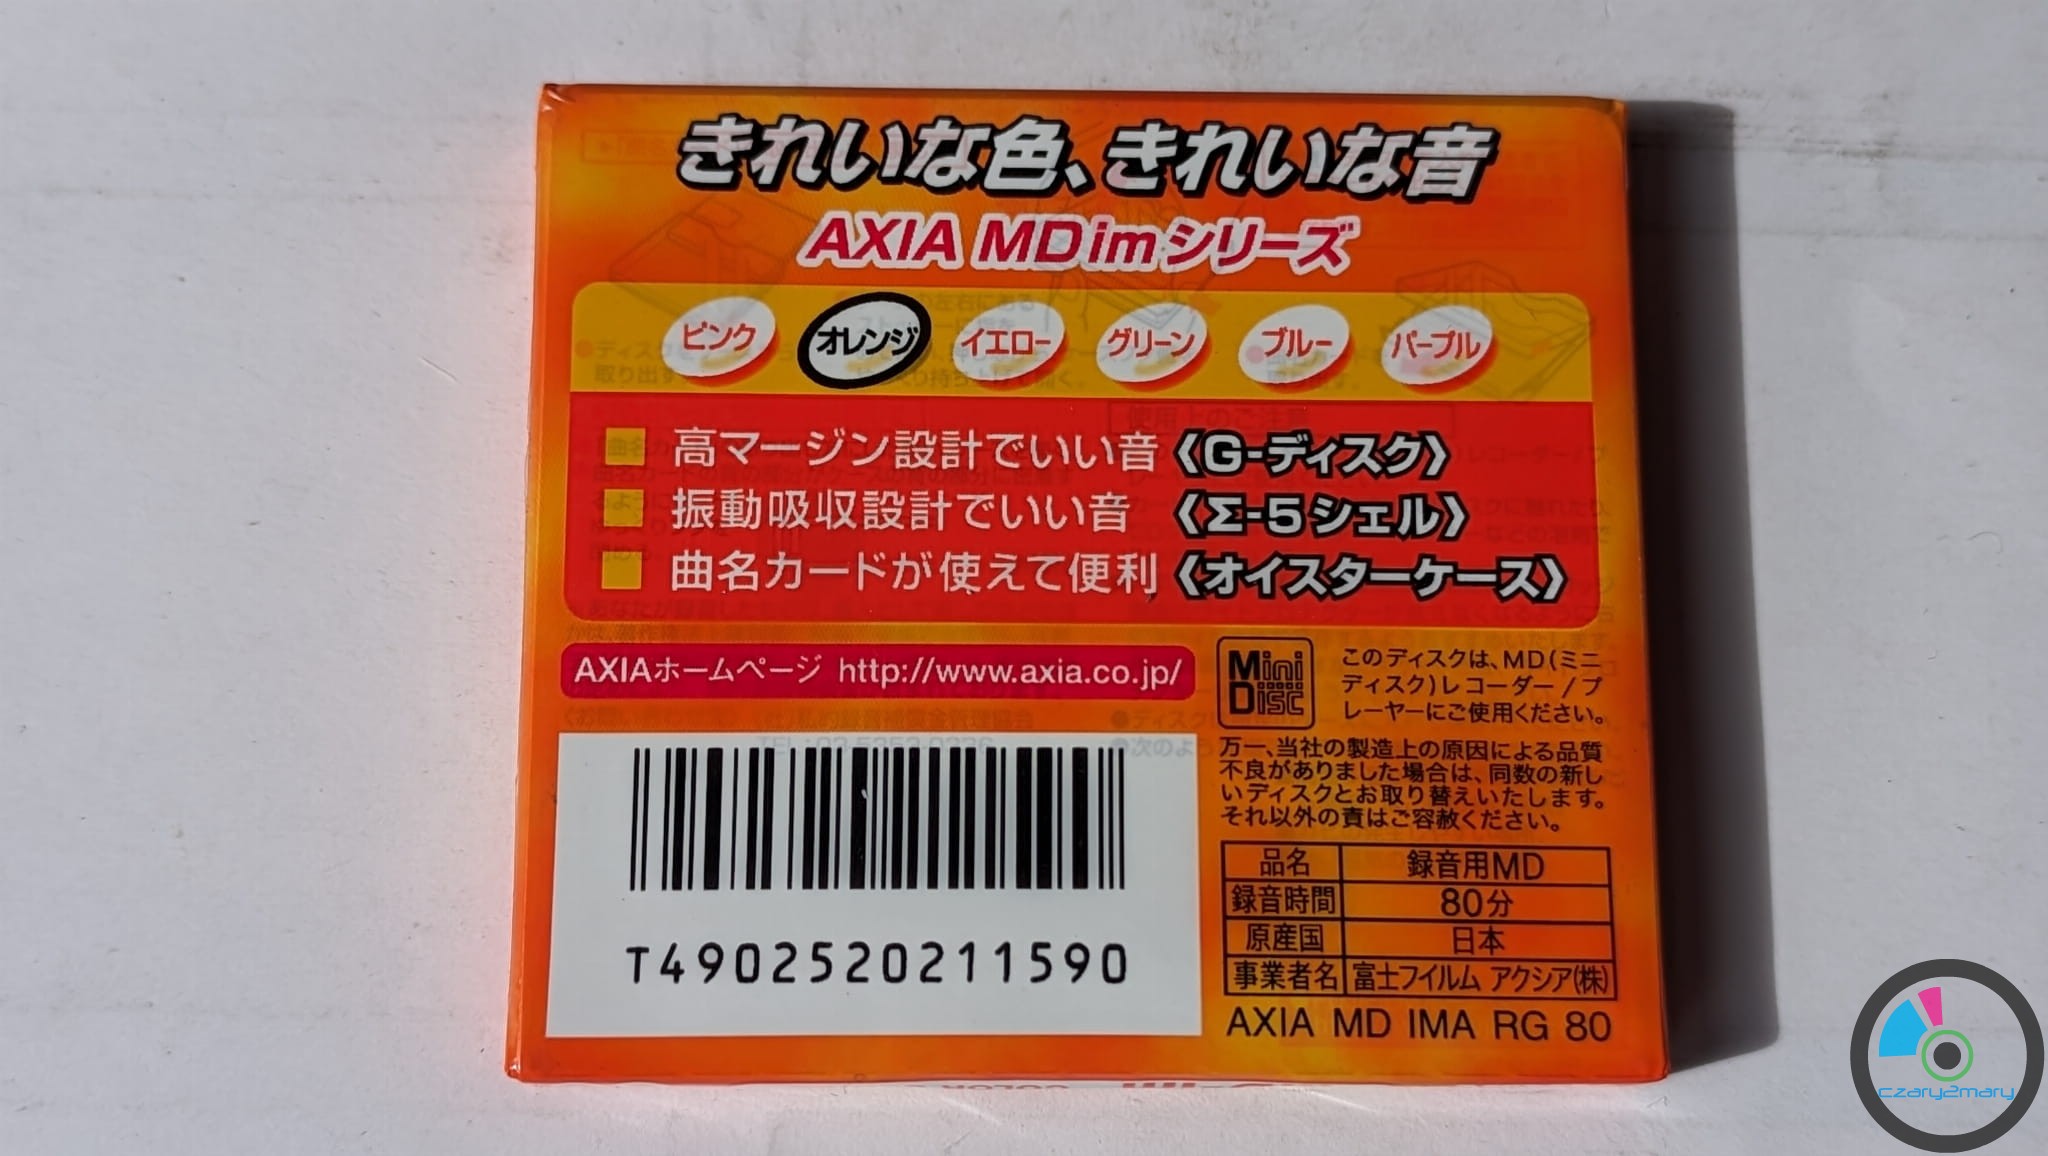 きれいな色、きれいな音
AXIA MD imシリーズ
ピンク オレンジ イエロー グリーン ブルー パープル
高マージン設計でいい音《G-ディスク》
振動吸収設計でいい音《Σ-5シェル》
曲名カードが使えて便利《オイスターケース》
AXIAホームページ http://www.axia.co.jp/
Mini
Disc
このディスクは、MD(ミニ
ディスク)レコーダー/プ
レーヤーにご使用ください。
万一、当社の製造上の原因による品質
不良がありました場合は、同数の新し
いディスクとお取り替えいたします。
それ以外の責はご容赦ください。
品名 録音用MD
録音時間 80分
原産国 日本
事業者名 富士フイルム アクシア(株)
AXIA MD IMA RG 80
T4902520211590
czary2mary